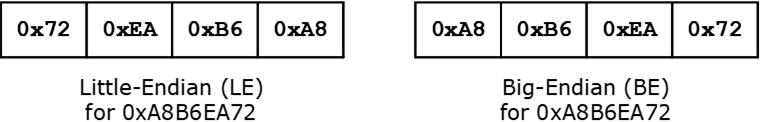 0x72 0xEA 0xB6 0xA8
Little-Endian (LE)
for 0xA8B6EA72
0xA8 0xB6 0xEA 0x72
Big-Endian (BE)
for 0xA8B6EA72